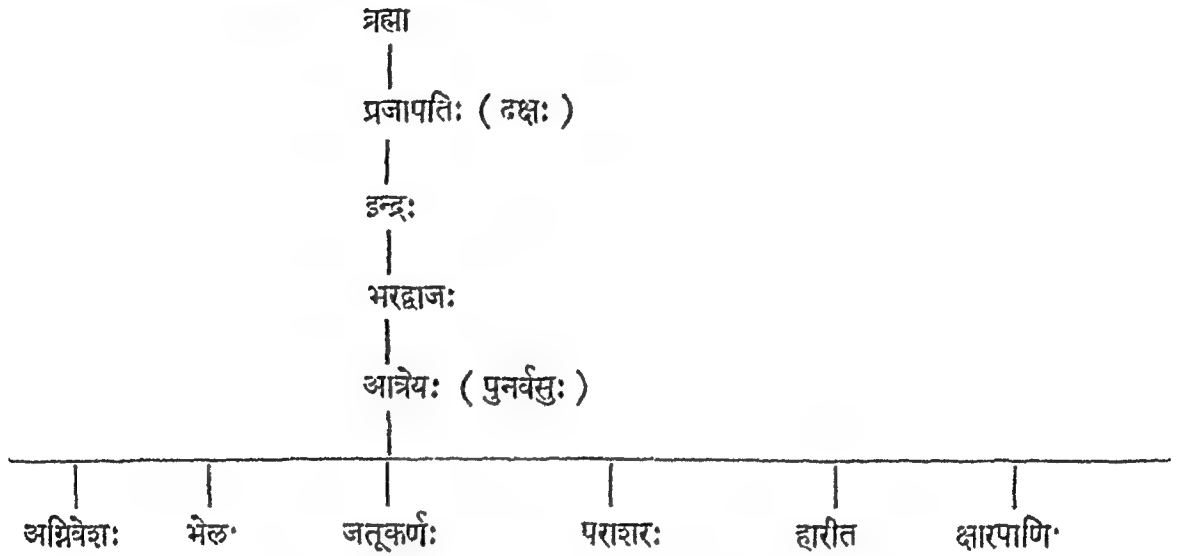 ब्रह्मा
प्रजापतिः ( दक्षः )
इन्द्रः
भरद्वाजः
आत्रेयः ( पुनर्वसुः )
अग्निवेशः भेल· जतूकर्णः पराशरः हारीत क्षारपाणि·